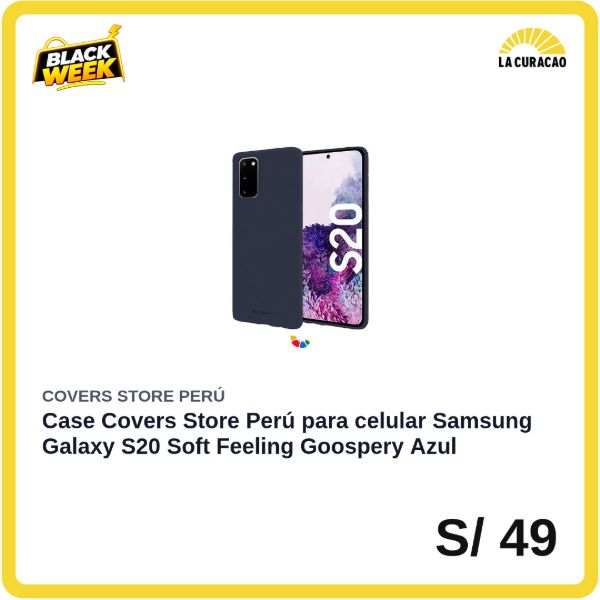 BLACK
WEEK
LA CURACAO
S20
COVERS STORE PERÚ
Case Covers Store Perú para celular Samsung
Galaxy S20 Soft Feeling Goospery Azul
S/ 49